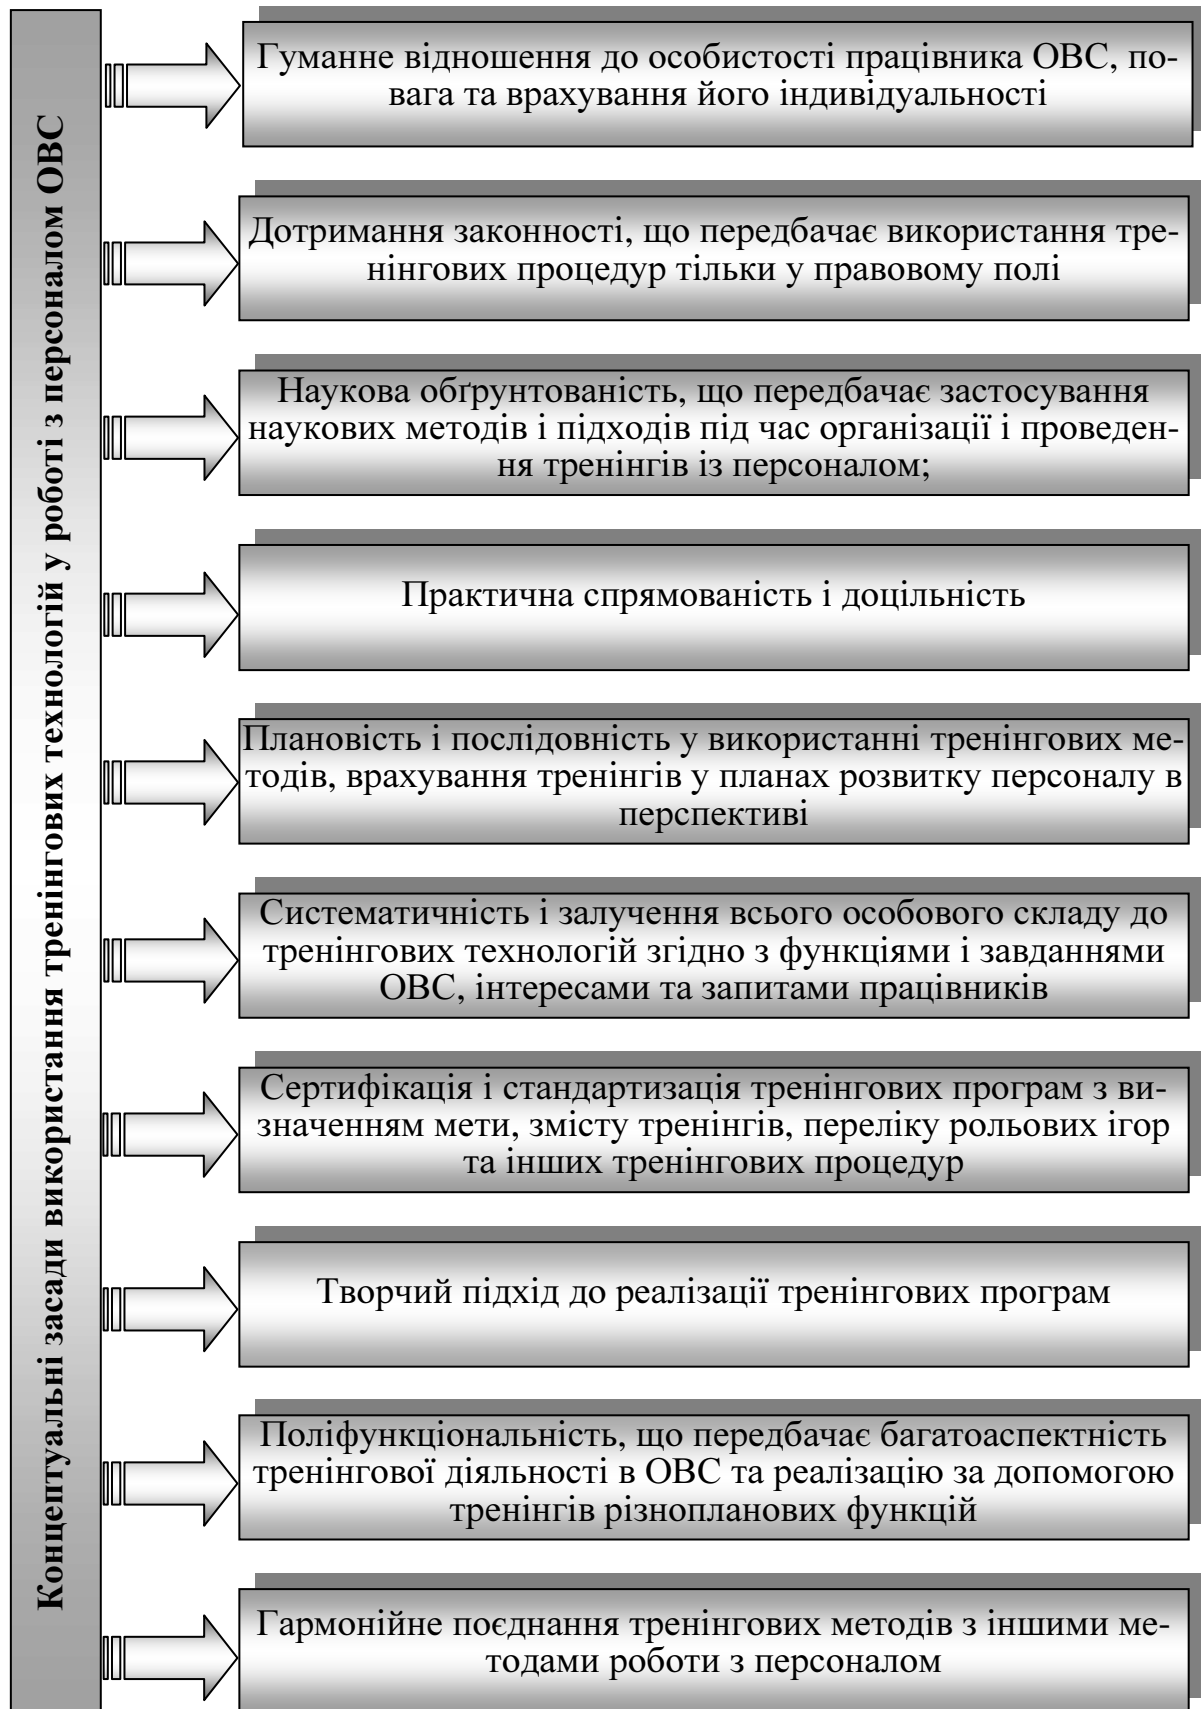 Концептуальні засади використання тренінгових технологій у роботі з персоналом ОВС
Гуманне відношення до особистості працівника ОВС, по-
вага та врахування його індивідуальності
Дотримання законності, що передбачає використання тре-
нінгових процедур тільки у правовому полі
Наукова обґрунтованість, що передбачає застосування
наукових методів і підходів під час організації і проведен-
ня тренінгів із персоналом;
Практична спрямованість і доцільність
Плановість і послідовність у використанні тренінгових ме-
тодів, врахування тренінгів у планах розвитку персоналу в
перспективі
Систематичність і залучення всього особового складу до
тренінгових технологій згідно з функціями і завданнями
ОВС, інтересами та запитами працівників
Сертифікація і стандартизація тренінгових програм з ви-
значенням мети, змісту тренінгів, переліку рольових ігор
та інших тренінгових процедур
Творчий підхід до реалізації тренінгових програм
Поліфункціональність, що передбачає багатоаспектність
тренінгової діяльності в ОВС та реалізацію за допомогою
тренінгів різнопланових функцій
Гармонійне поєднання тренінгових методів з іншими ме-
тодами роботи з персоналом